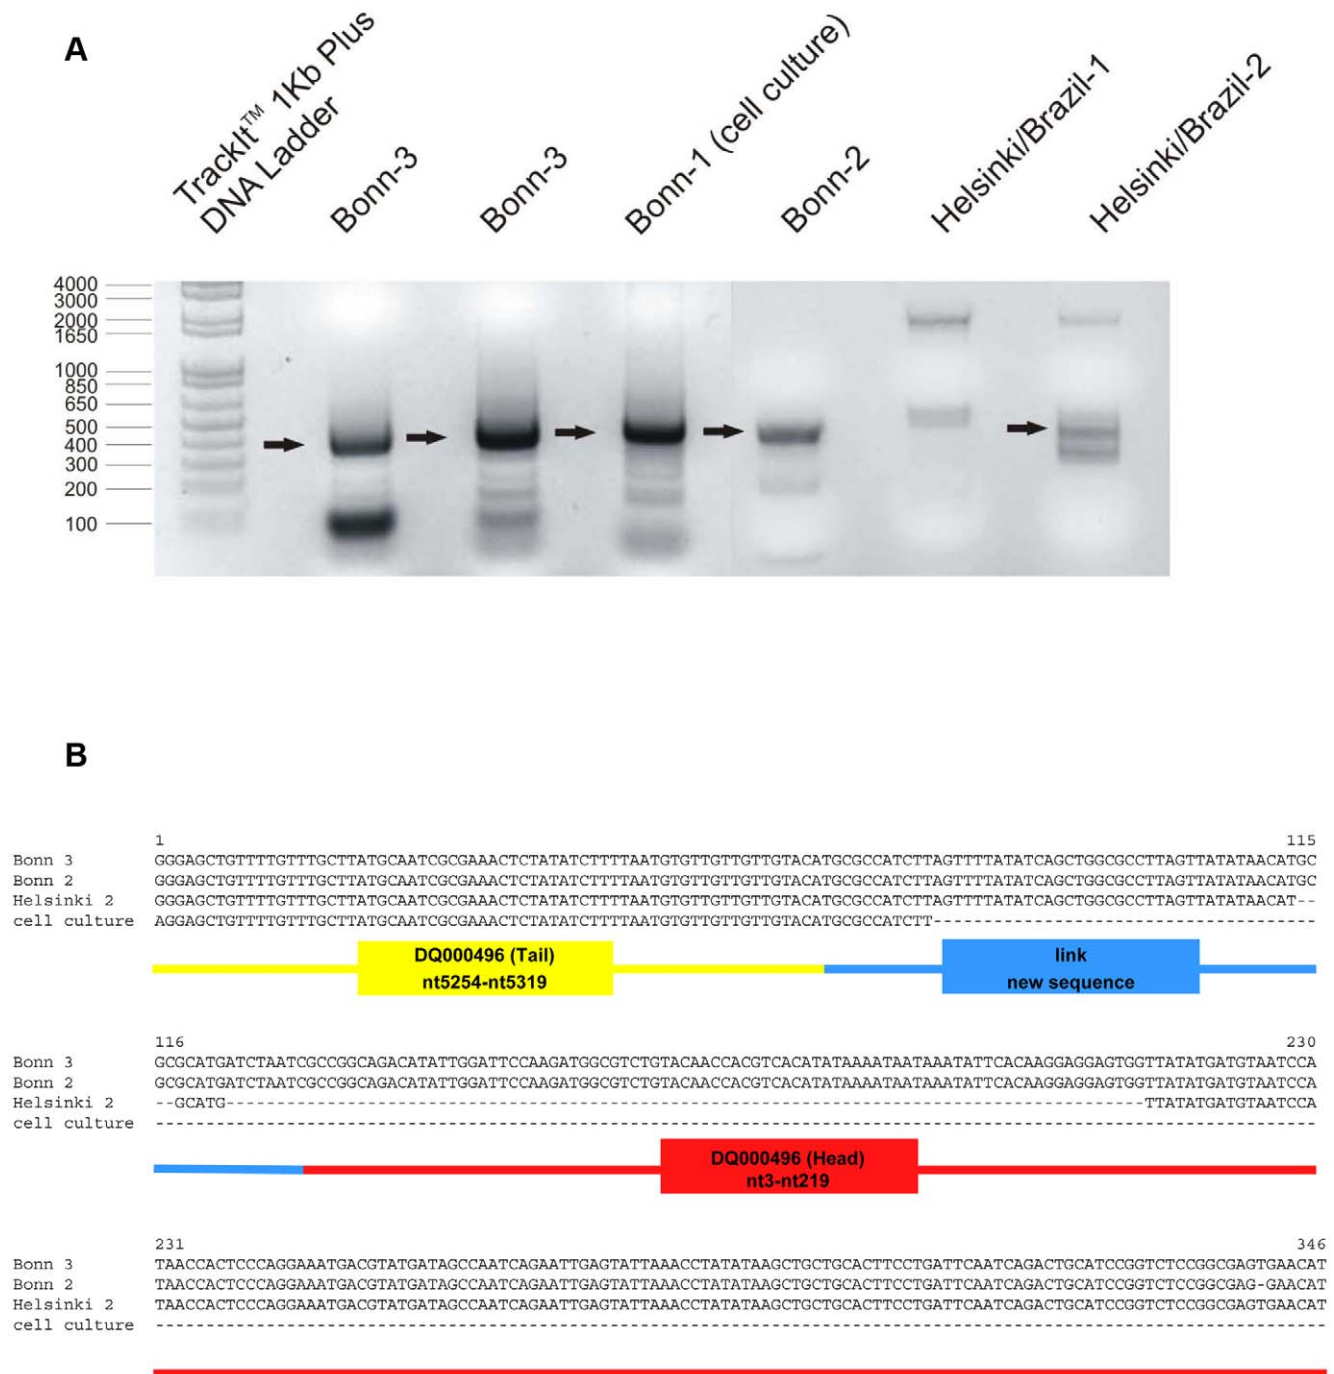 A
TrackIt™ 1Kb Plus
DNA Ladder
Bonn-3
Bonn-3
Bonn-1 (cell culture)
Bonn-2
Helsinki/Brazil-1
Helsinki/Brazil-2
4000
3000
2000
1650
1000
850
650
500
400
300
200
100
B
1 115
Bonn 3 GGGAGCTGTTTTGTTTGCTTATGCAATCGCGAAACTCTATATCTTTTAATGTGTTGTTGTTGTACATGCGCCATCTTAGTTTTATATCAGCTGGCGCCTTAGTTATATAACATGC
Bonn 2 GGGAGCTGTTTTGTTTGCTTATGCAATCGCGAAACTCTATATCTTTTAATGTGTTGTTGTTGTACATGCGCCATCTTAGTTTTATATCAGCTGGCGCCTTAGTTATATAACATGC
Helsinki 2 GGGAGCTGTTTTGTTTGCTTATGCAATCGCGAAACTCTATATCTTTTAATGTGTTGTTGTTGTACATGCGCCATCTTAGTTTTATATCAGCTGGCGCCTTAGTTATATAACAT--
cell culture AGGAGCTGTTTTGTTTGCTTATGCAATCGCGAAACTCTATATCTTTTAATGTGTTGTTGTTGTACATGCGCCATCTT--------------------------------------
DQ000496 (Tail)
nt5254-nt5319
link
new sequence
116 230
Bonn 3 GCGCATGATCTAATCGCCGGCAGACATATTGGATTCCAAGATGGCGTCTGTACAACCACGTCACATATAAAATAATAAATATTCACAAGGAGGAGTGGTTATATGATGTAATCCA
Bonn 2 GCGCATGATCTAATCGCCGGCAGACATATTGGATTCCAAGATGGCGTCTGTACAACCACGTCACATATAAAATAATAAATATTCACAAGGAGGAGTGGTTATATGATGTAATCCA
Helsinki 2 --GCATG-------------------------------------------------------------------------------------------TTATATGATGTAATCCA
cell culture -------------------------------------------------------------------------------------------------------------------
DQ000496 (Head)
nt3-nt219
231 346
Bonn 3 TAACCACTCCCAGGAAATGACGTATGATAGCCAATCAGAATTGAGTATTAAACCTATATAAGCTGCTGCACTTCCTGATTCAATCAGACTGCATCCGGTCTCCGGCGAGTGAACAT
Bonn 2 TAACCACTCCCAGGAAATGACGTATGATAGCCAATCAGAATTGAGTATTAAACCTATATAAGCTGCTGCACTTCCTGATTCAATCAGACTGCATCCGGTCTCCGGCGAG-GAACAT
Helsinki 2 TAACCACTCCCAGGAAATGACGTATGATAGCCAATCAGAATTGAGTATTAAACCTATATAAGCTGCTGCACTTCCTGATTCAATCAGACTGCATCCGGTCTCCGGCGAGTGAACAT
cell culture --------------------------------------------------------------------------------------------------------------------